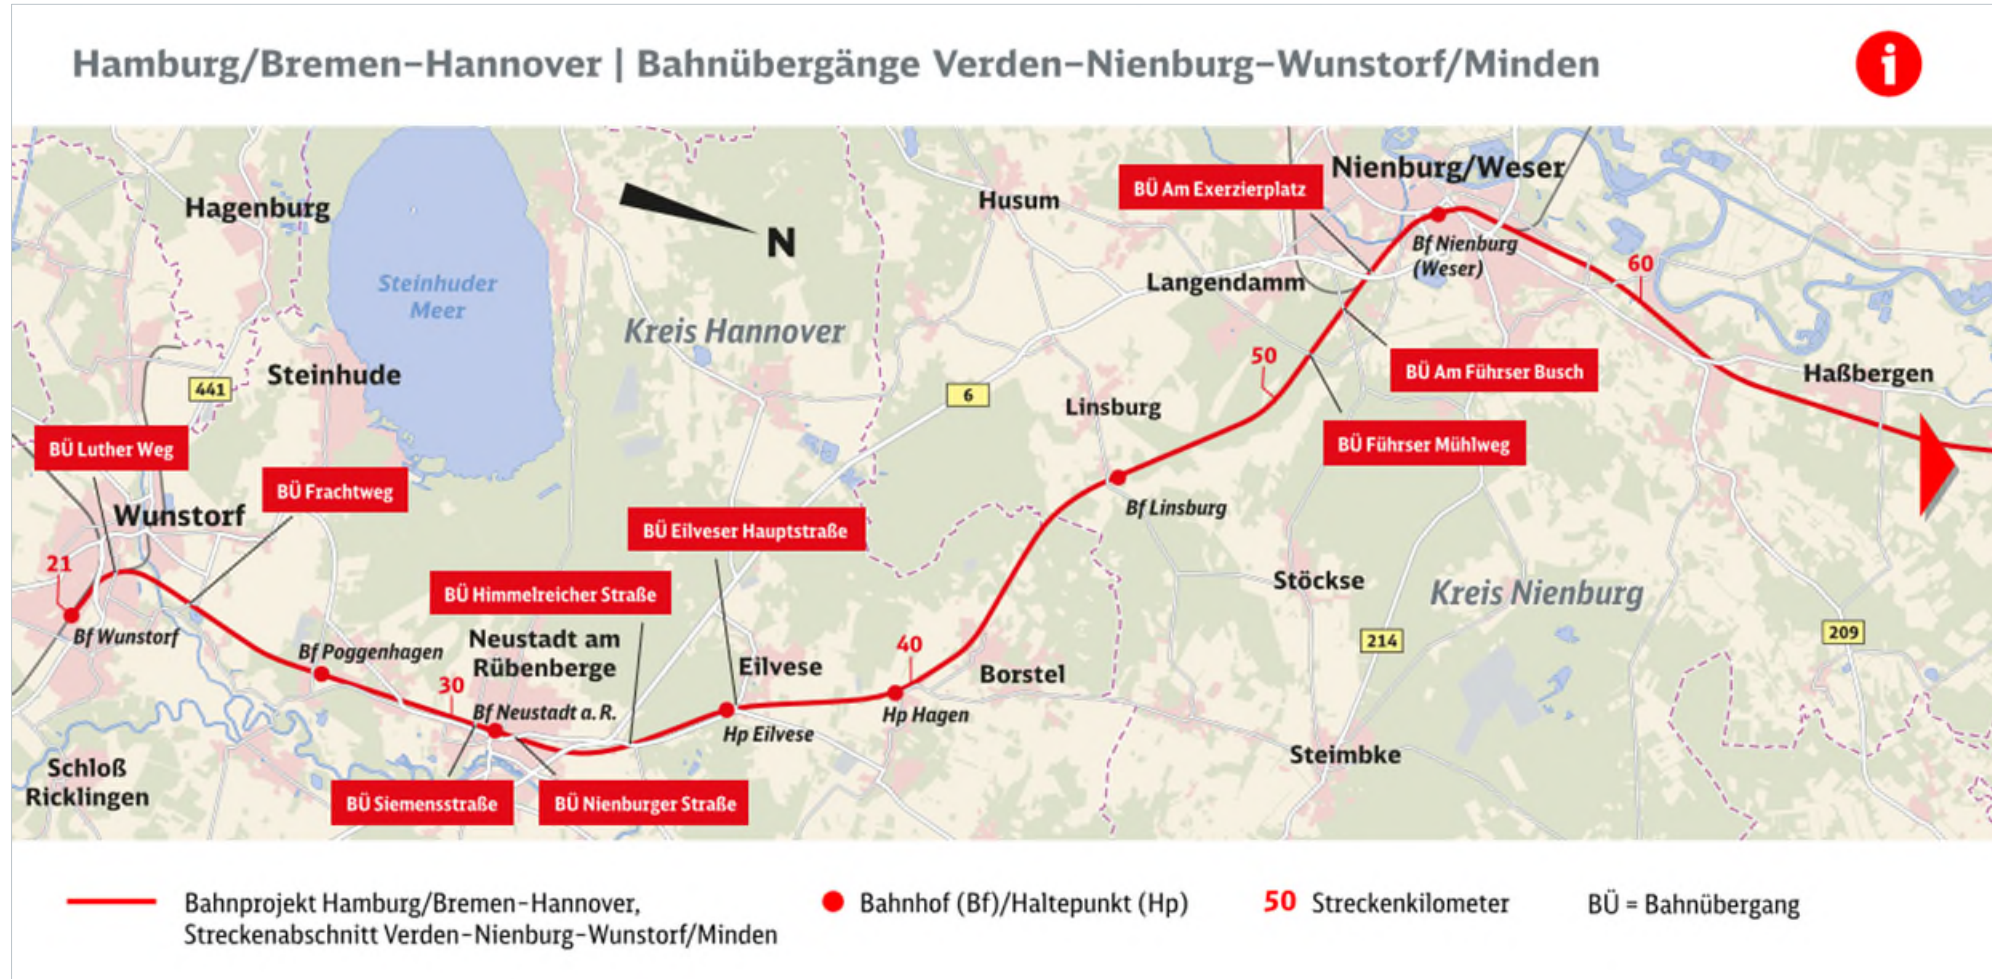 Hamburg/Bremen–Hannover | Bahnübergänge Verden–Nienburg–Wunstorf/Minden
i
Hagenburg
Steinhuder
Meer
N
Kreis Hannover
Husum
BÜ Am Exerzierplatz
Nienburg/Weser
Bf Nienburg
(Weser)
60
Langendamm
Steinhude
441
6
50
BÜ Am Führser Busch
Haßbergen
Linsburg
BÜ Luther Weg
BÜ Führser Mühlweg
BÜ Frachtweg
Wunstorf
Bf Linsburg
BÜ Eilveser Hauptstraße
21
BÜ Himmelreicher Straße
Stöckse
Kreis Nienburg
Bf Wunstorf
Bf Poggenhagen
Neustadt am
Rübenberge
Eilvese
40
Borstel
214
209
30
Bf Neustadt a. R.
Hp Eilvese
Hp Hagen
Steimbke
Schloß
Ricklingen
BÜ Siemensstraße
BÜ Nienburger Straße
Bahnprojekt Hamburg/Bremen–Hannover,
Streckenabschnitt Verden–Nienburg–Wunstorf/Minden
Bahnhof (Bf)/Haltepunkt (Hp)
50 Streckenkilometer
BÜ = Bahnübergang